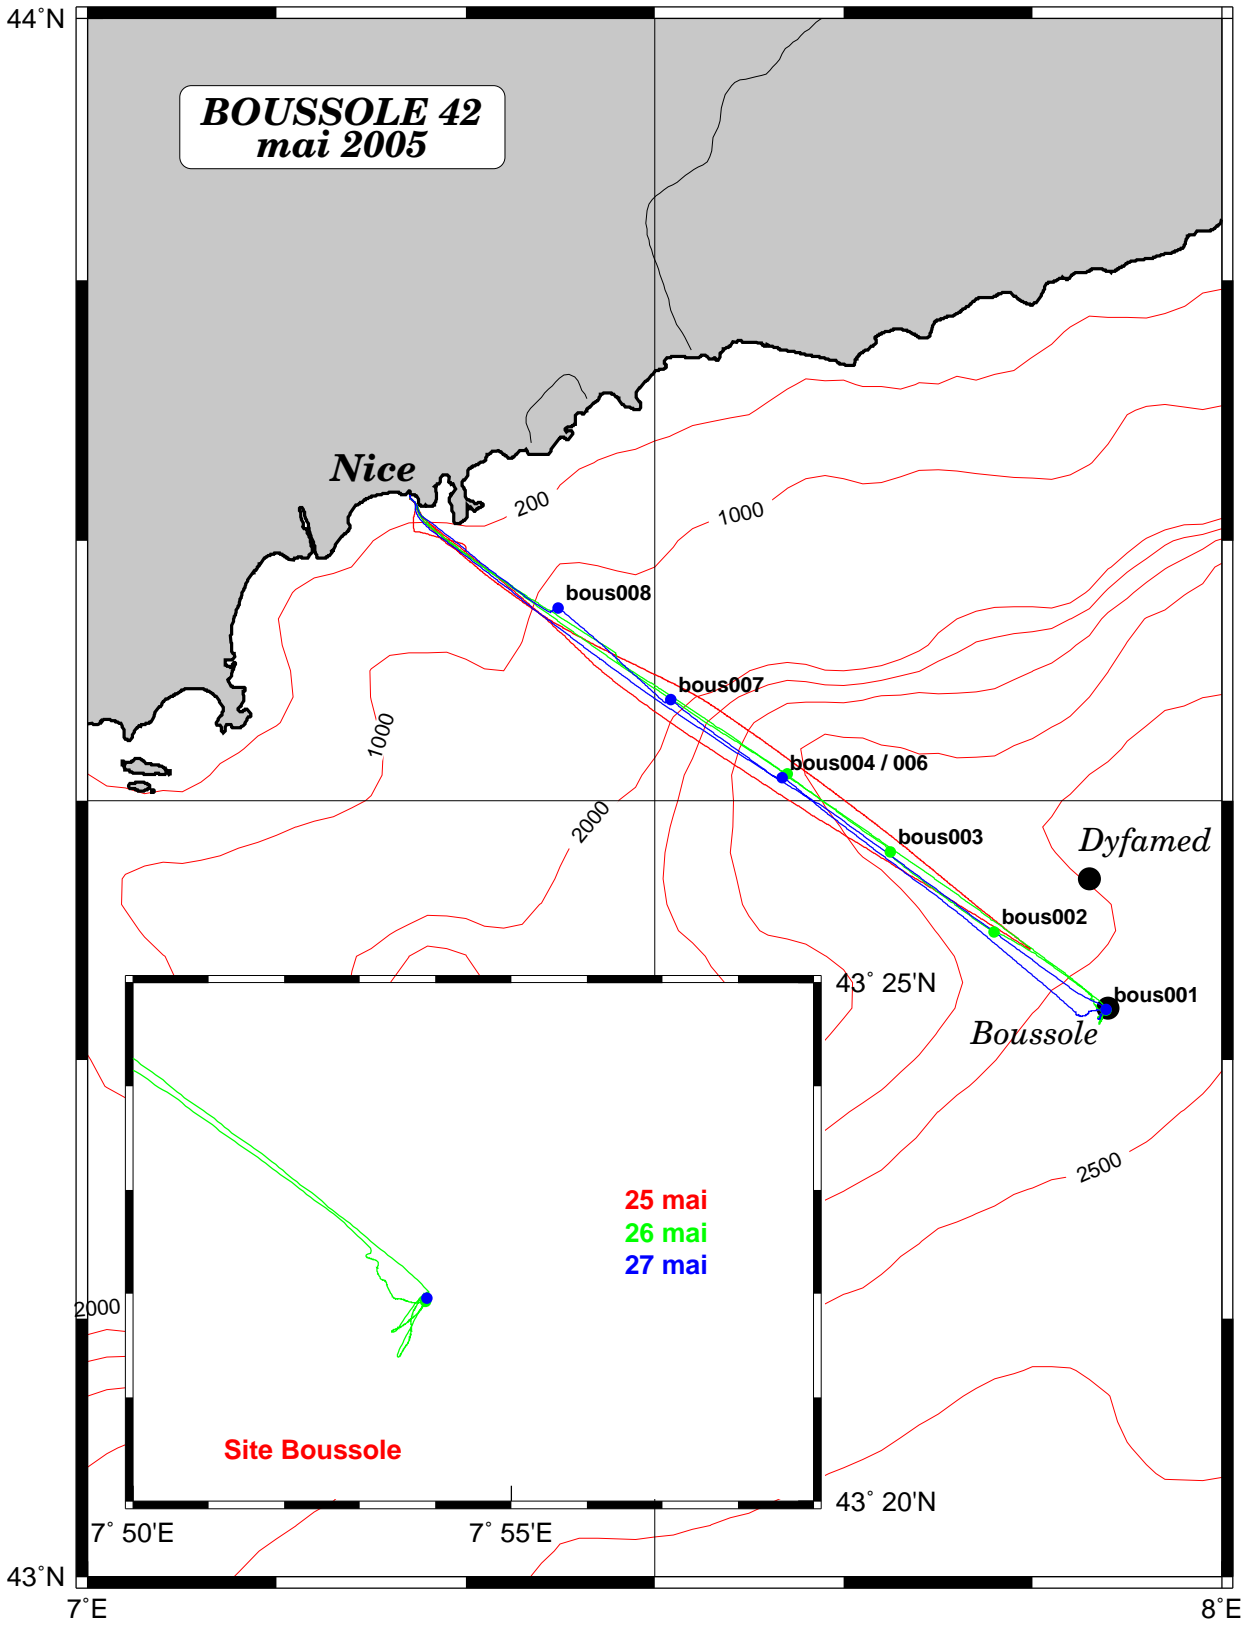 44°N
BOUSSOLE 42
mai 2005
Nice
200
1000
bous008
bous007
1000
bous004 / 006
2000
bous003
Dyfamed
bous002
43° 25'N
bous001
Boussole
2500
25 mai
26 mai
27 mai
2000
Site Boussole
43° 20'N
7° 50'E
7° 55'E
43°N
7°E
8°E